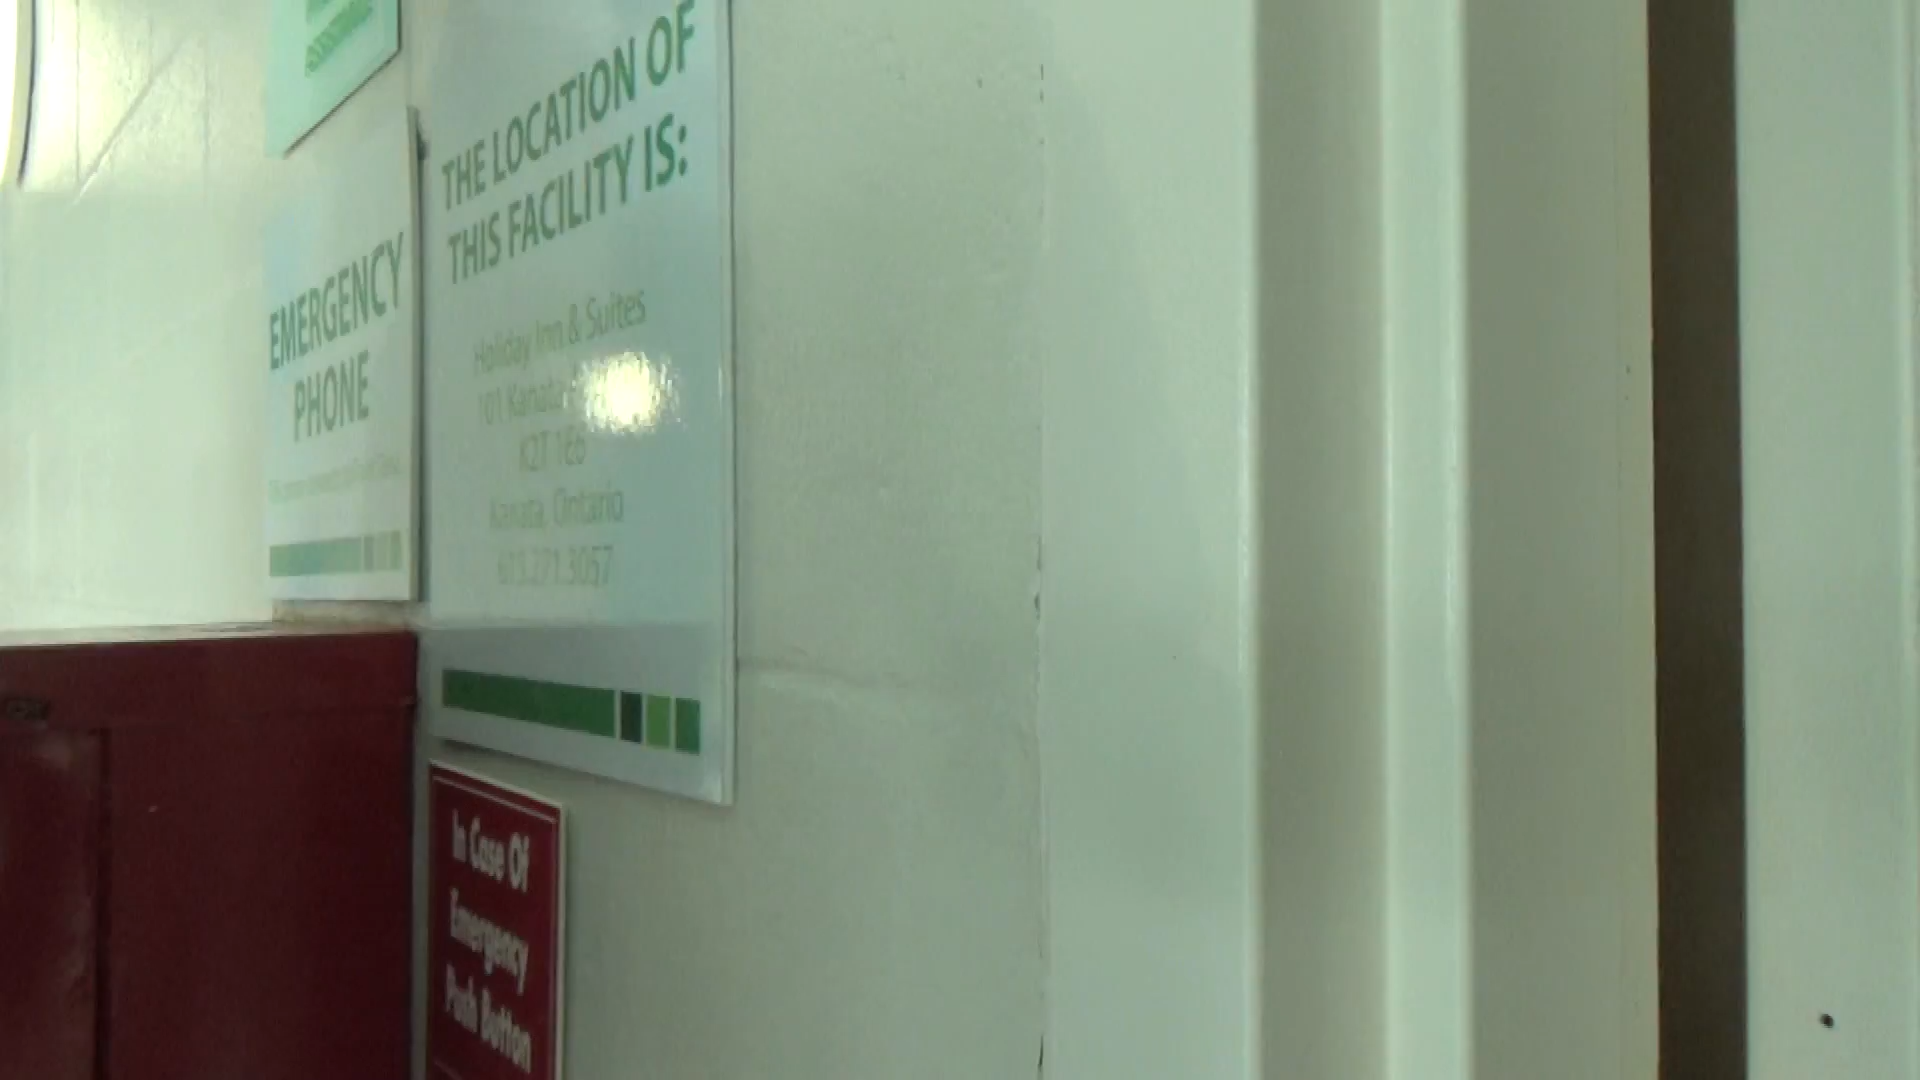 EMERGENCY
PHONE
THE LOCATION OF
THIS FACILITY IS:
Holiday Inn & Suites
101 Kanata
K2T 1E6
Kanata, Ontario
613.271.3057
In Case Of
Emergency
Push Button